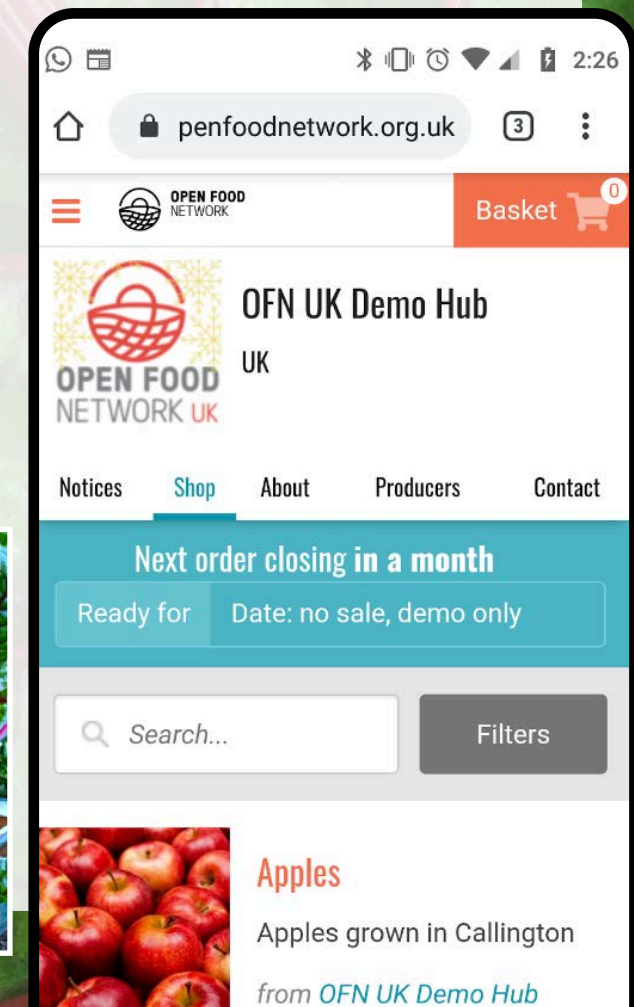 2:26
penfoodnetwork.org.uk
3
OPEN FOOD
NETWORK
Basket
0
OPEN FOOD
NETWORK UK
OFN UK Demo Hub
UK
Notices Shop About Producers Contact
Next order closing in a month
Ready for Date: no sale, demo only
Search...
Filters
Apples
Apples grown in Callington
from OFN UK Demo Hub